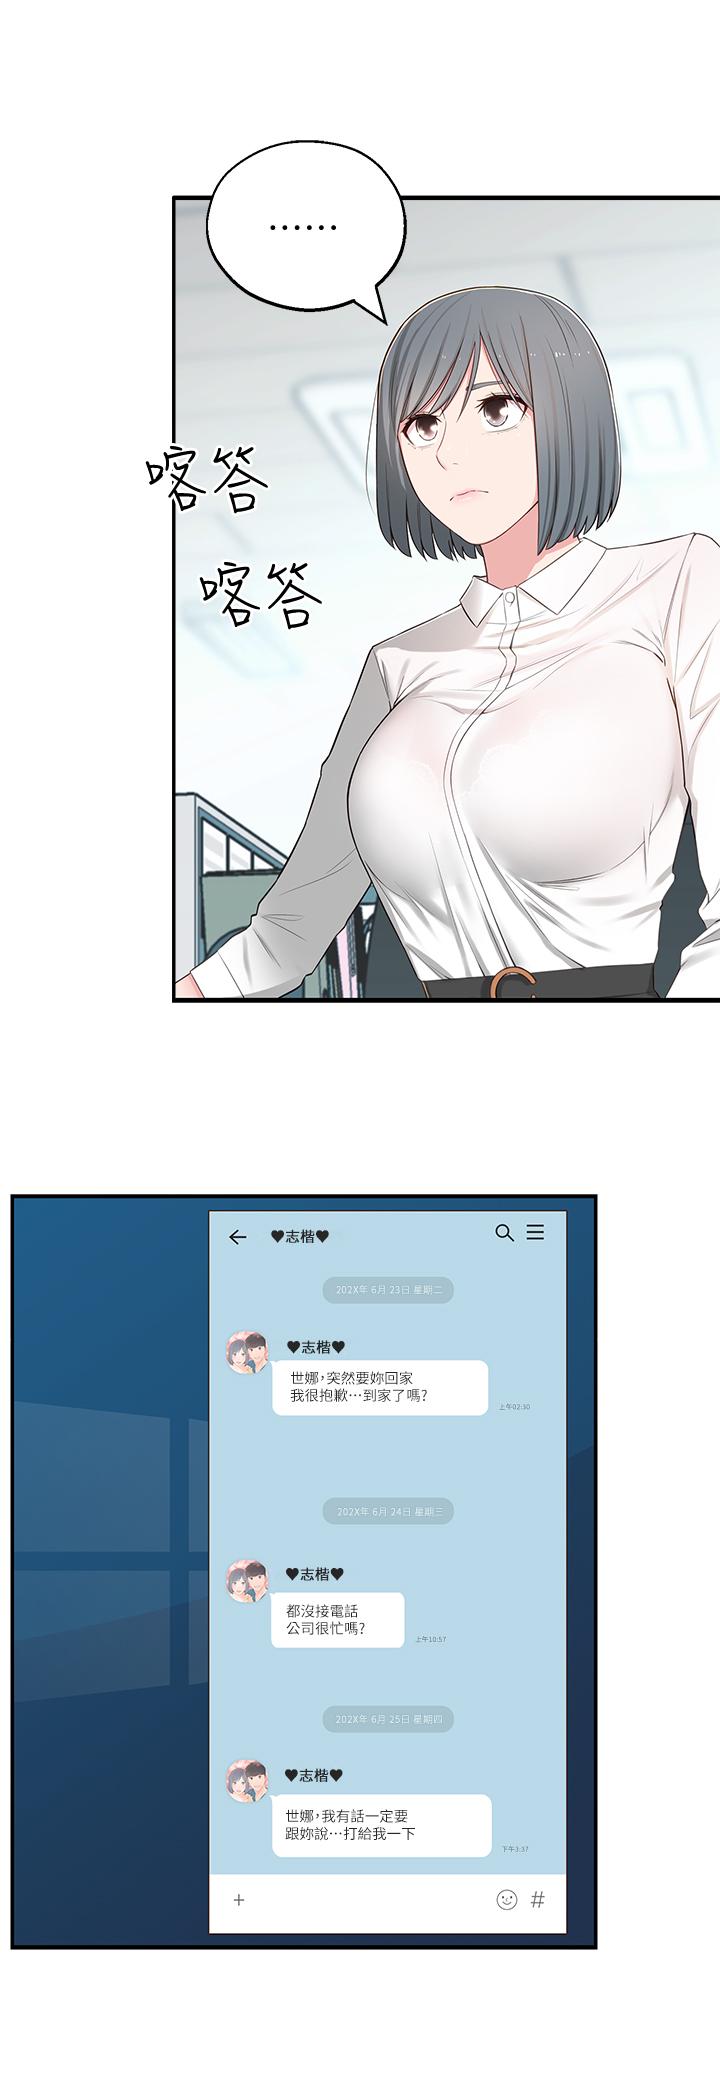 ⋯⋯
喀答
喀答
♥志楷♥
202X年 6月 23日 星期二
♥志楷♥
世娜，突然要妳回家
我很抱歉⋯到家了嗎?
上午02:30
202X年 6月 24日 星期三
♥志楷♥
都沒接電話
公司很忙嗎?
上午10:57
202X年 6月 25日 星期四
♥志楷♥
世娜，我有話一定要
跟妳說⋯打給我一下
下午3:37
+
#